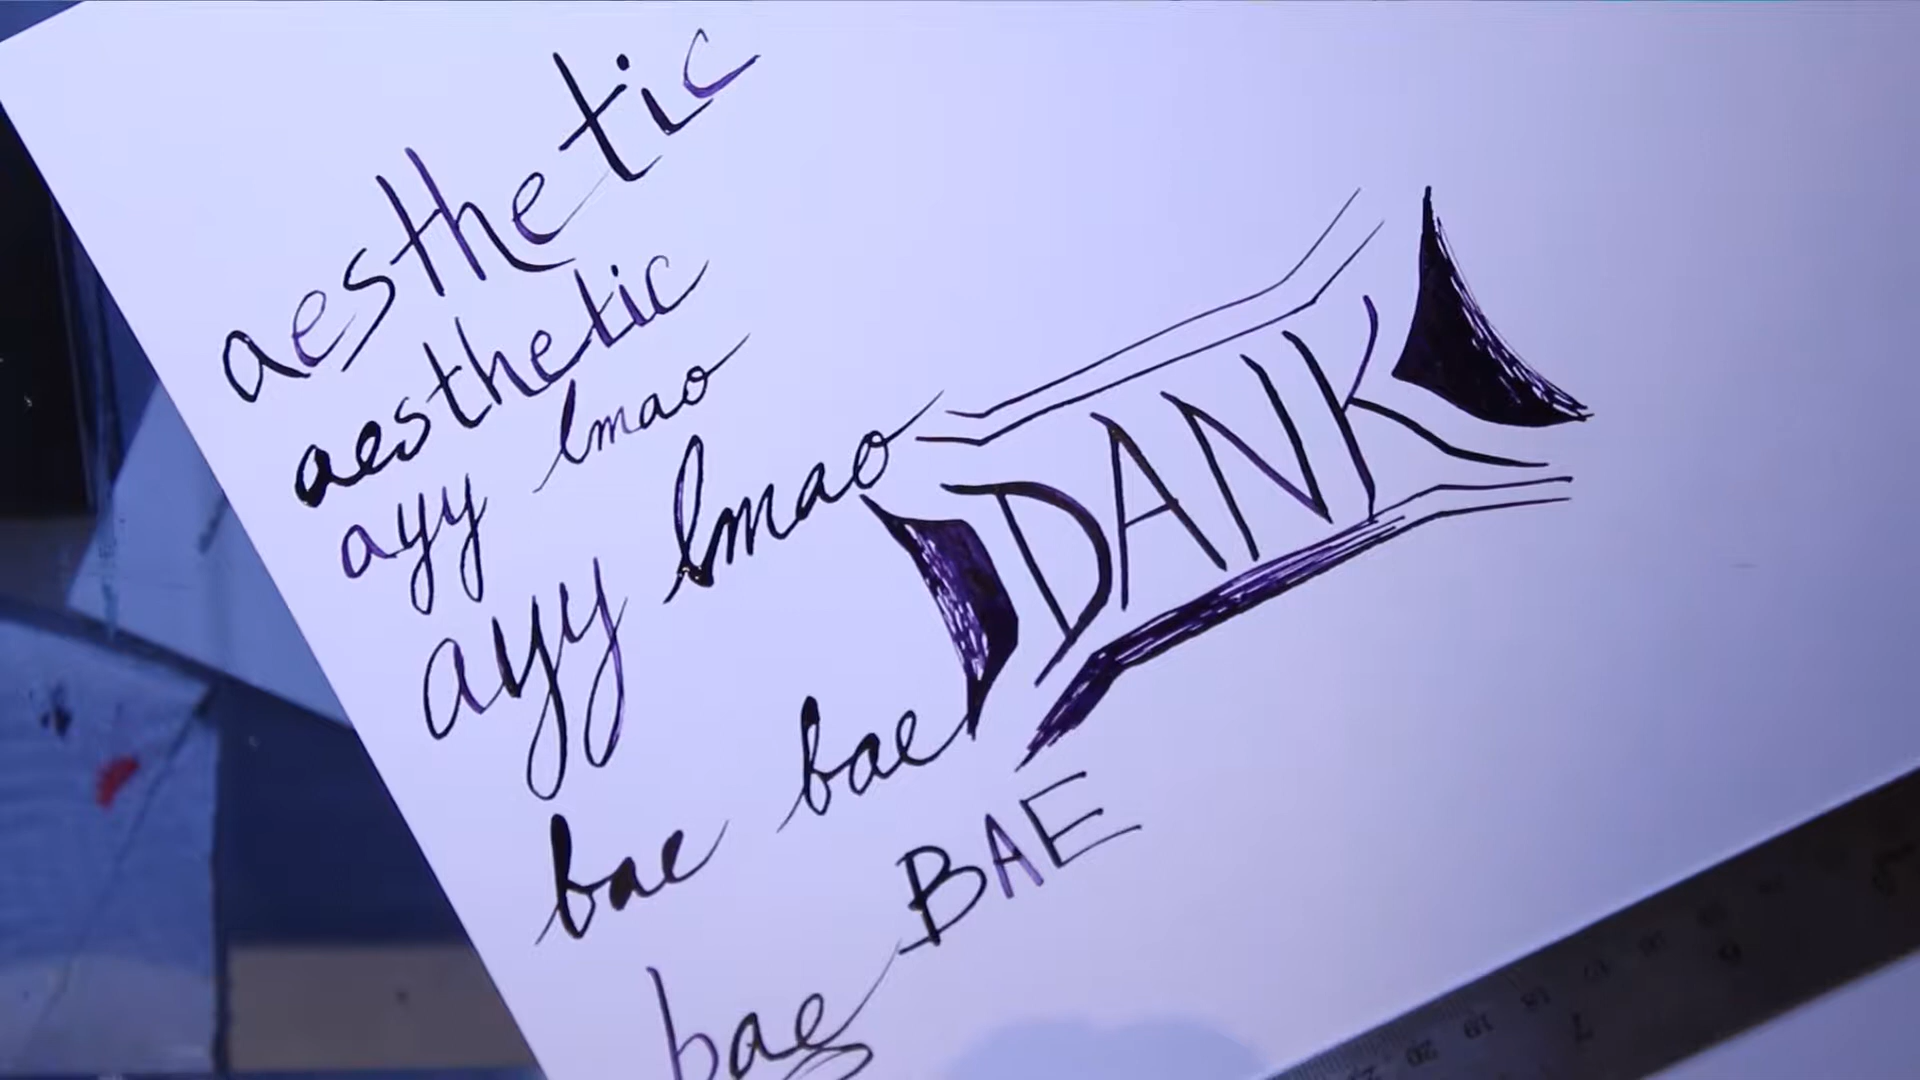 aesthetic
aesthetic
ayy lmao
ayy lmao
DANK
bae bae
bae BAE